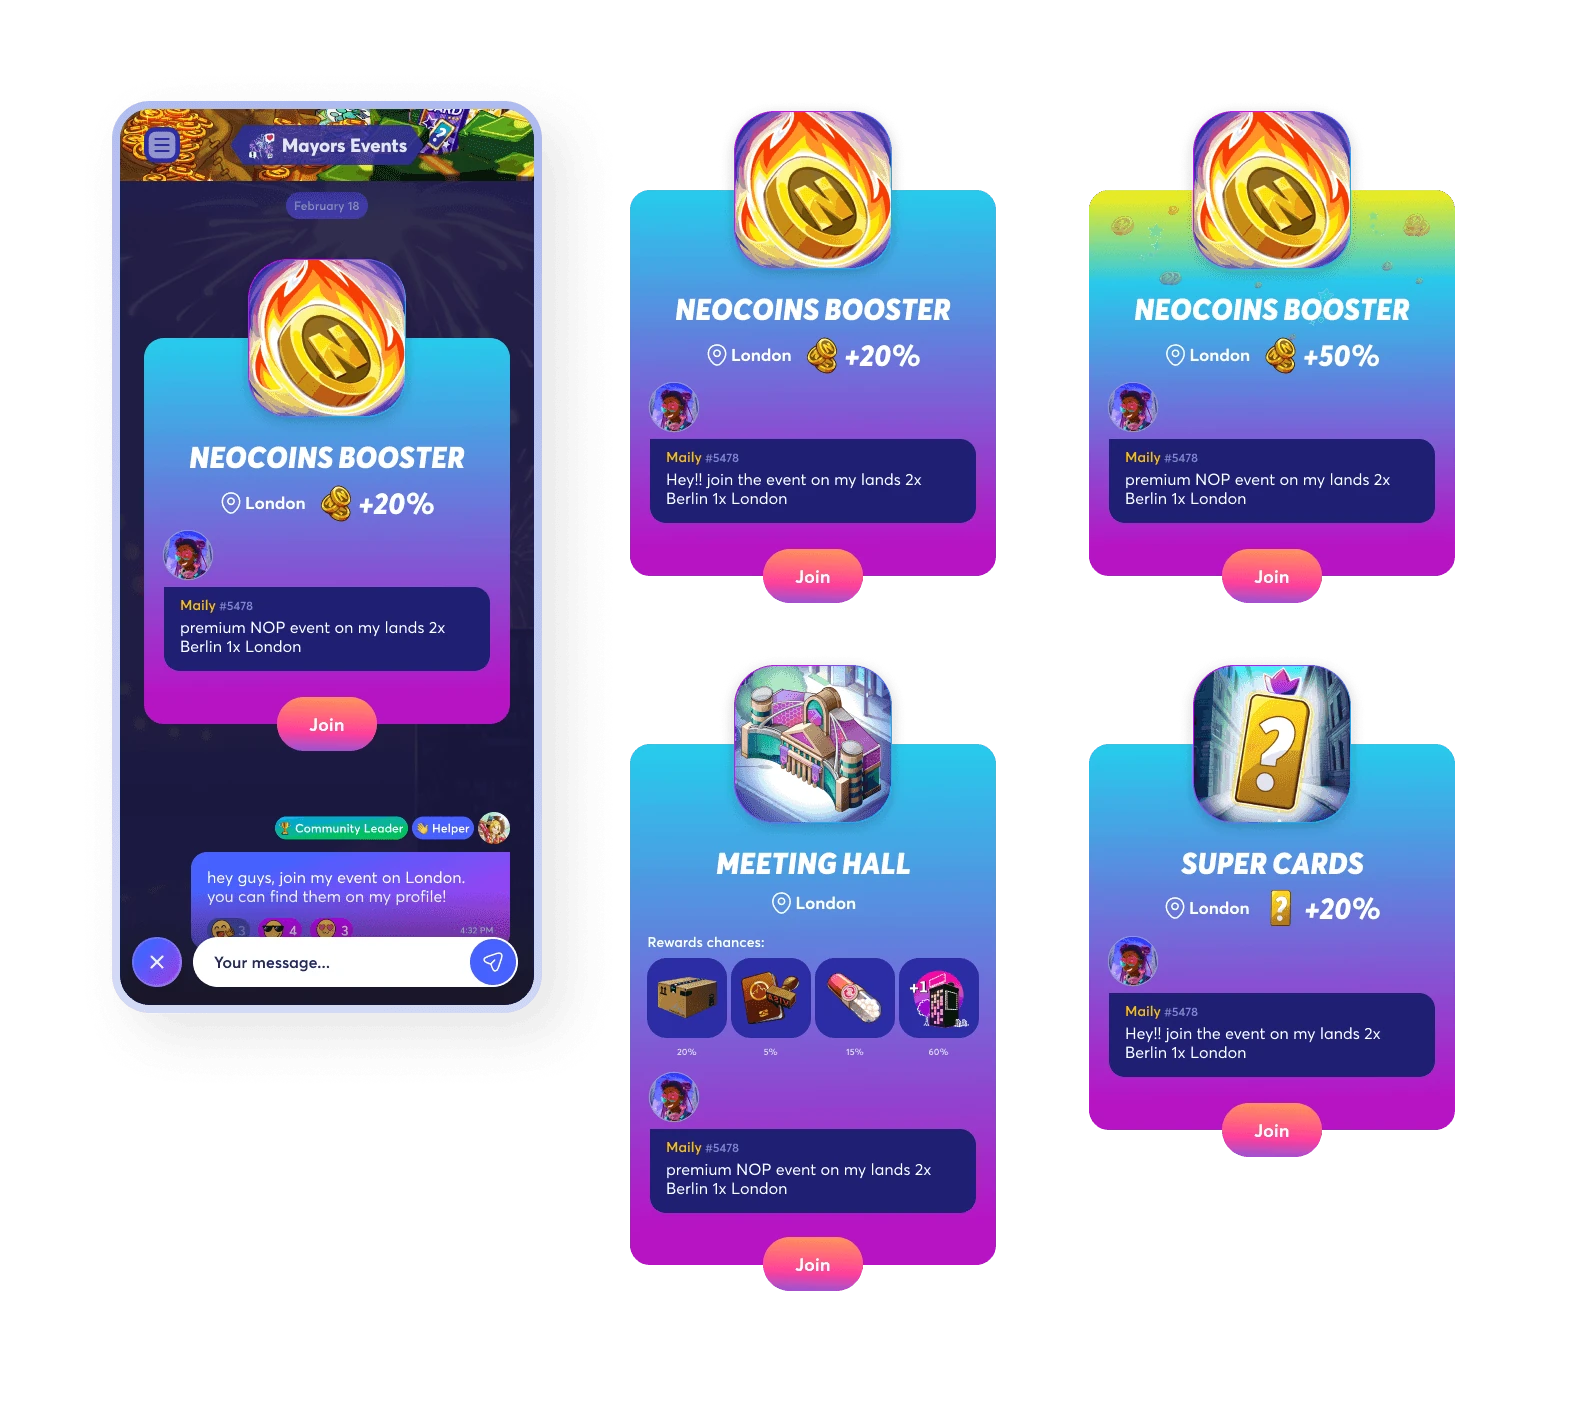 CARD
Mayors Events
February 18
NEOCOINS BOOSTER
London +20%
Maily #5478
premium NOP event on my lands 2x
Berlin 1x London
Join
Community Leader Helper
hey guys, join my event on London.
you can find them on my profile!
3 4 3 4:32 PM
Your message...
NEOCOINS BOOSTER
London +20%
Maily #5478
Hey!! join the event on my lands 2x
Berlin 1x London
Join
NEOCOINS BOOSTER
London +50%
Maily #5478
premium NOP event on my lands 2x
Berlin 1x London
Join
MEETING HALL
London
Rewards chances:
+1
20% 5% 15% 60%
Maily #5478
premium NOP event on my lands 2x
Berlin 1x London
Join
?
SUPER CARDS
London +20%
Maily #5478
Hey!! join the event on my lands 2x
Berlin 1x London
Join